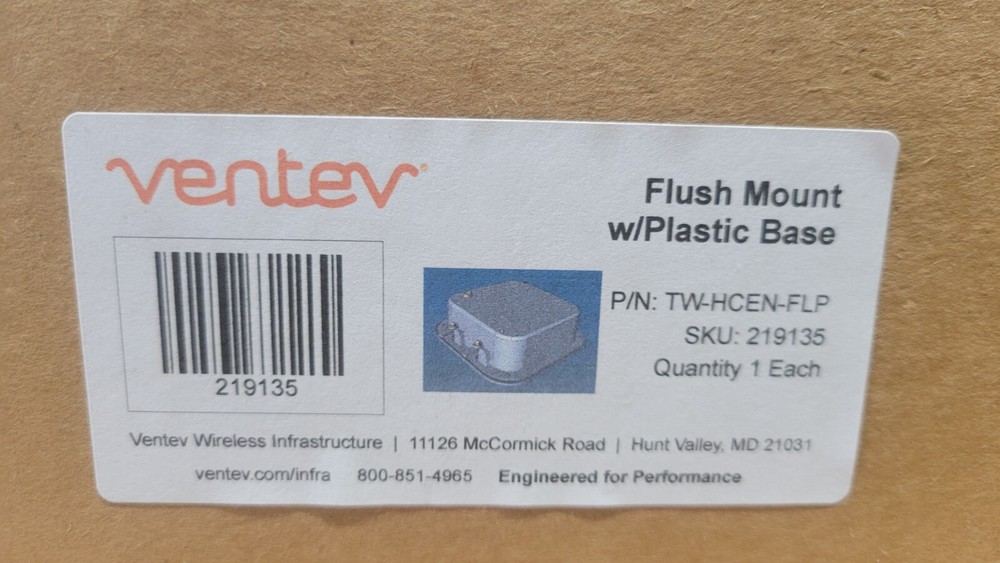 ventev
Flush Mount
w/Plastic Base
P/N: TW-HCEN-FLP
SKU: 219135
Quantity 1 Each
219135
Ventev Wireless Infrastructure | 11126 McCormick Road | Hunt Valley, MD 21031
ventev.com/infra 800-851-4965 Engineered for Performance